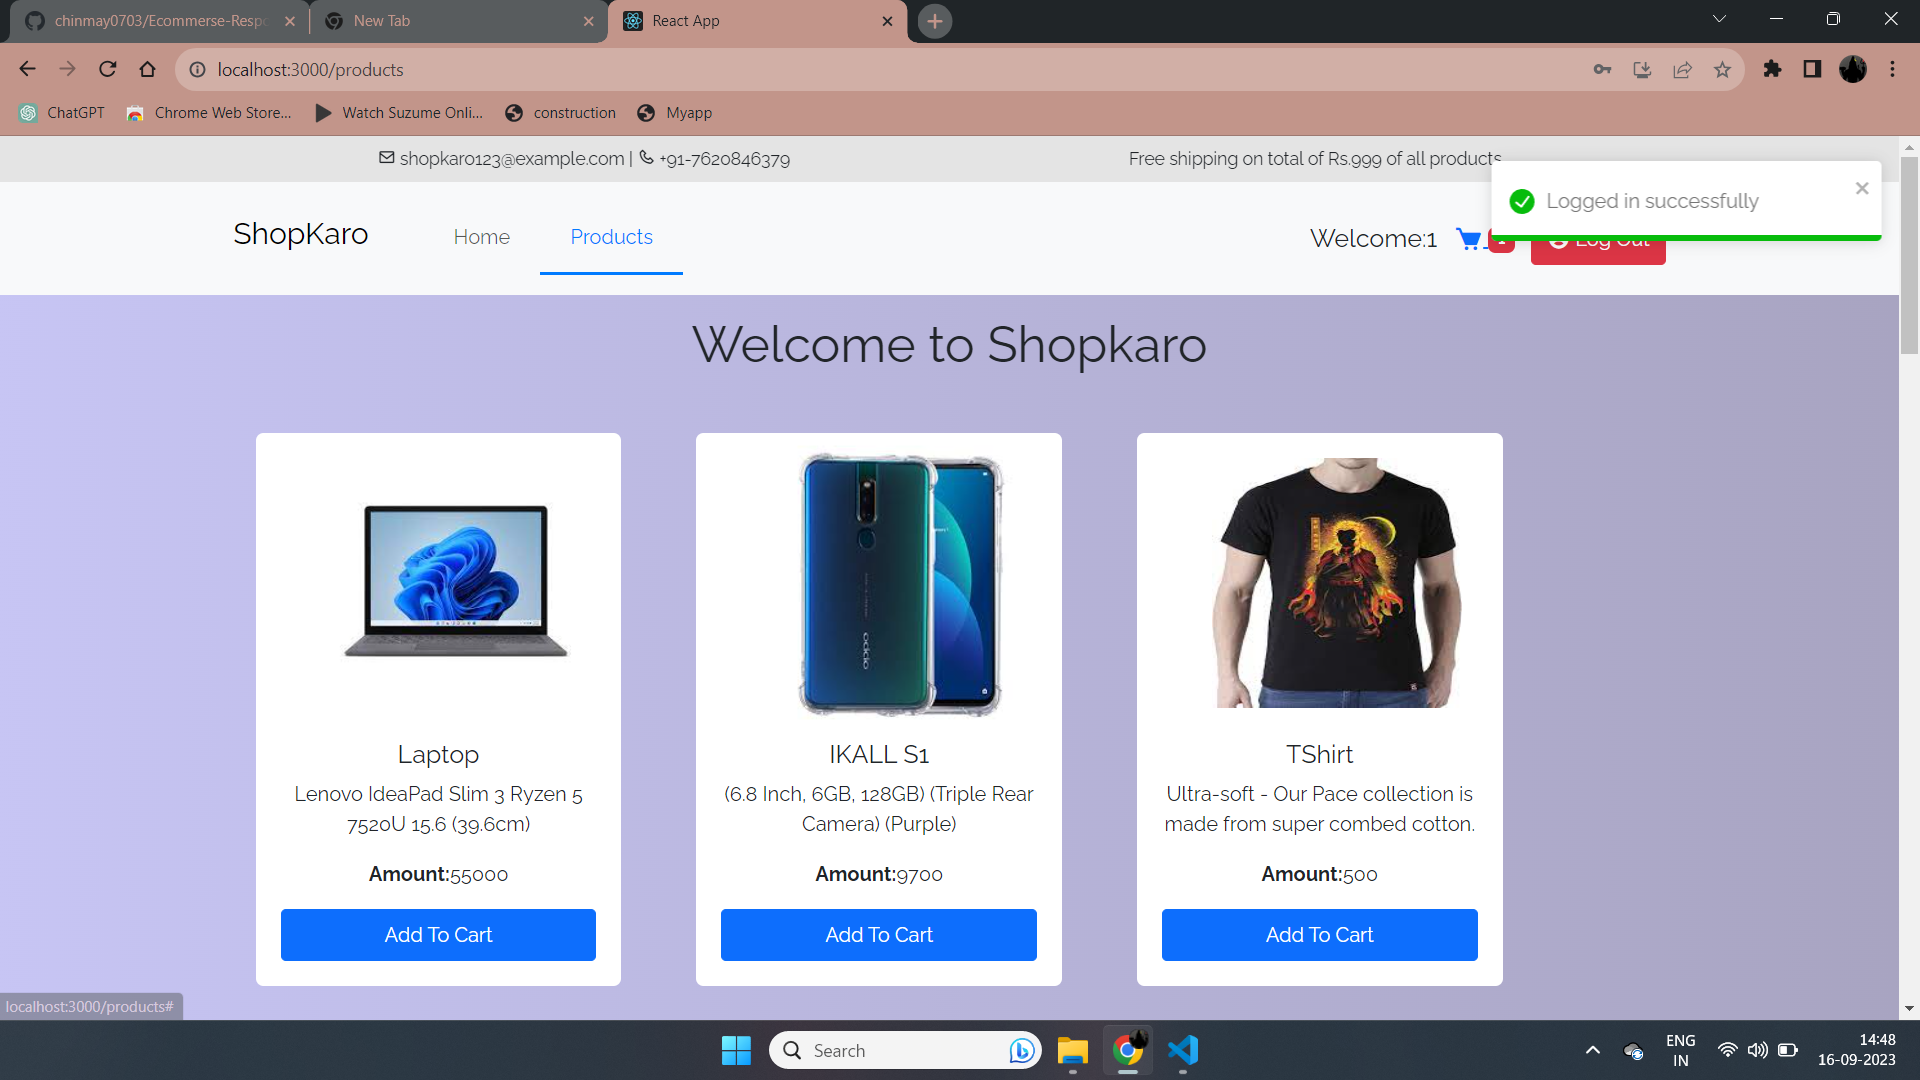 chinmay0703/Ecommerse-Resp
New Tab
React App
localhost:3000/products
ChatGPT
Chrome Web Store...
Watch Suzume Onli...
construction
Myapp
shopkaro123@example.com | +91-7620846379
Free shipping on total of Rs.999 of all products
Logged in successfully
ShopKaro
Home
Products
Welcome:1
1
Log Out
Welcome to Shopkaro
oppo
Laptop
Lenovo IdeaPad Slim 3 Ryzen 5
7520U 15.6 (39.6cm)
Amount:55000
Add To Cart
IKALL S1
(6.8 Inch, 6GB, 128GB) (Triple Rear
Camera) (Purple)
Amount:9700
Add To Cart
TShirt
Ultra-soft - Our Pace collection is
made from super combed cotton.
Amount:500
Add To Cart
localhost:3000/products#
Search
ENG
IN
14:48
16-09-2023